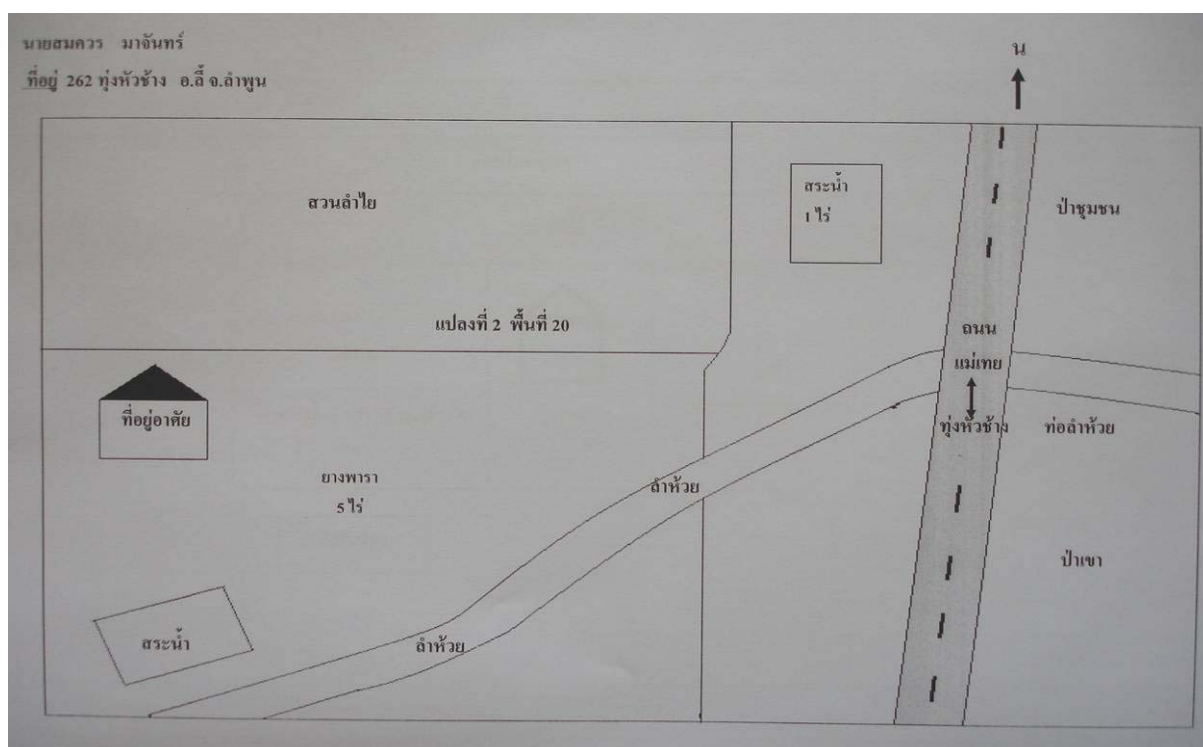 นายสมควร มาจันทร์
ที่อยู่ 262 ทุ่งหัวช้าง อ.ลี้ จ.ลำพูน
น
สวนลำไย
สระน้ำ
1 ไร่
ป่าชุมชน
แปลงที่ 2 พื้นที่ 20
ถนน
แม่เทย
ที่อยู่อาศัย
ทุ่งหัวช้าง
ท่อลำห้วย
ยางพารา
5 ไร่
ลำห้วย
ป่าเขา
สระน้ำ
ลำห้วย